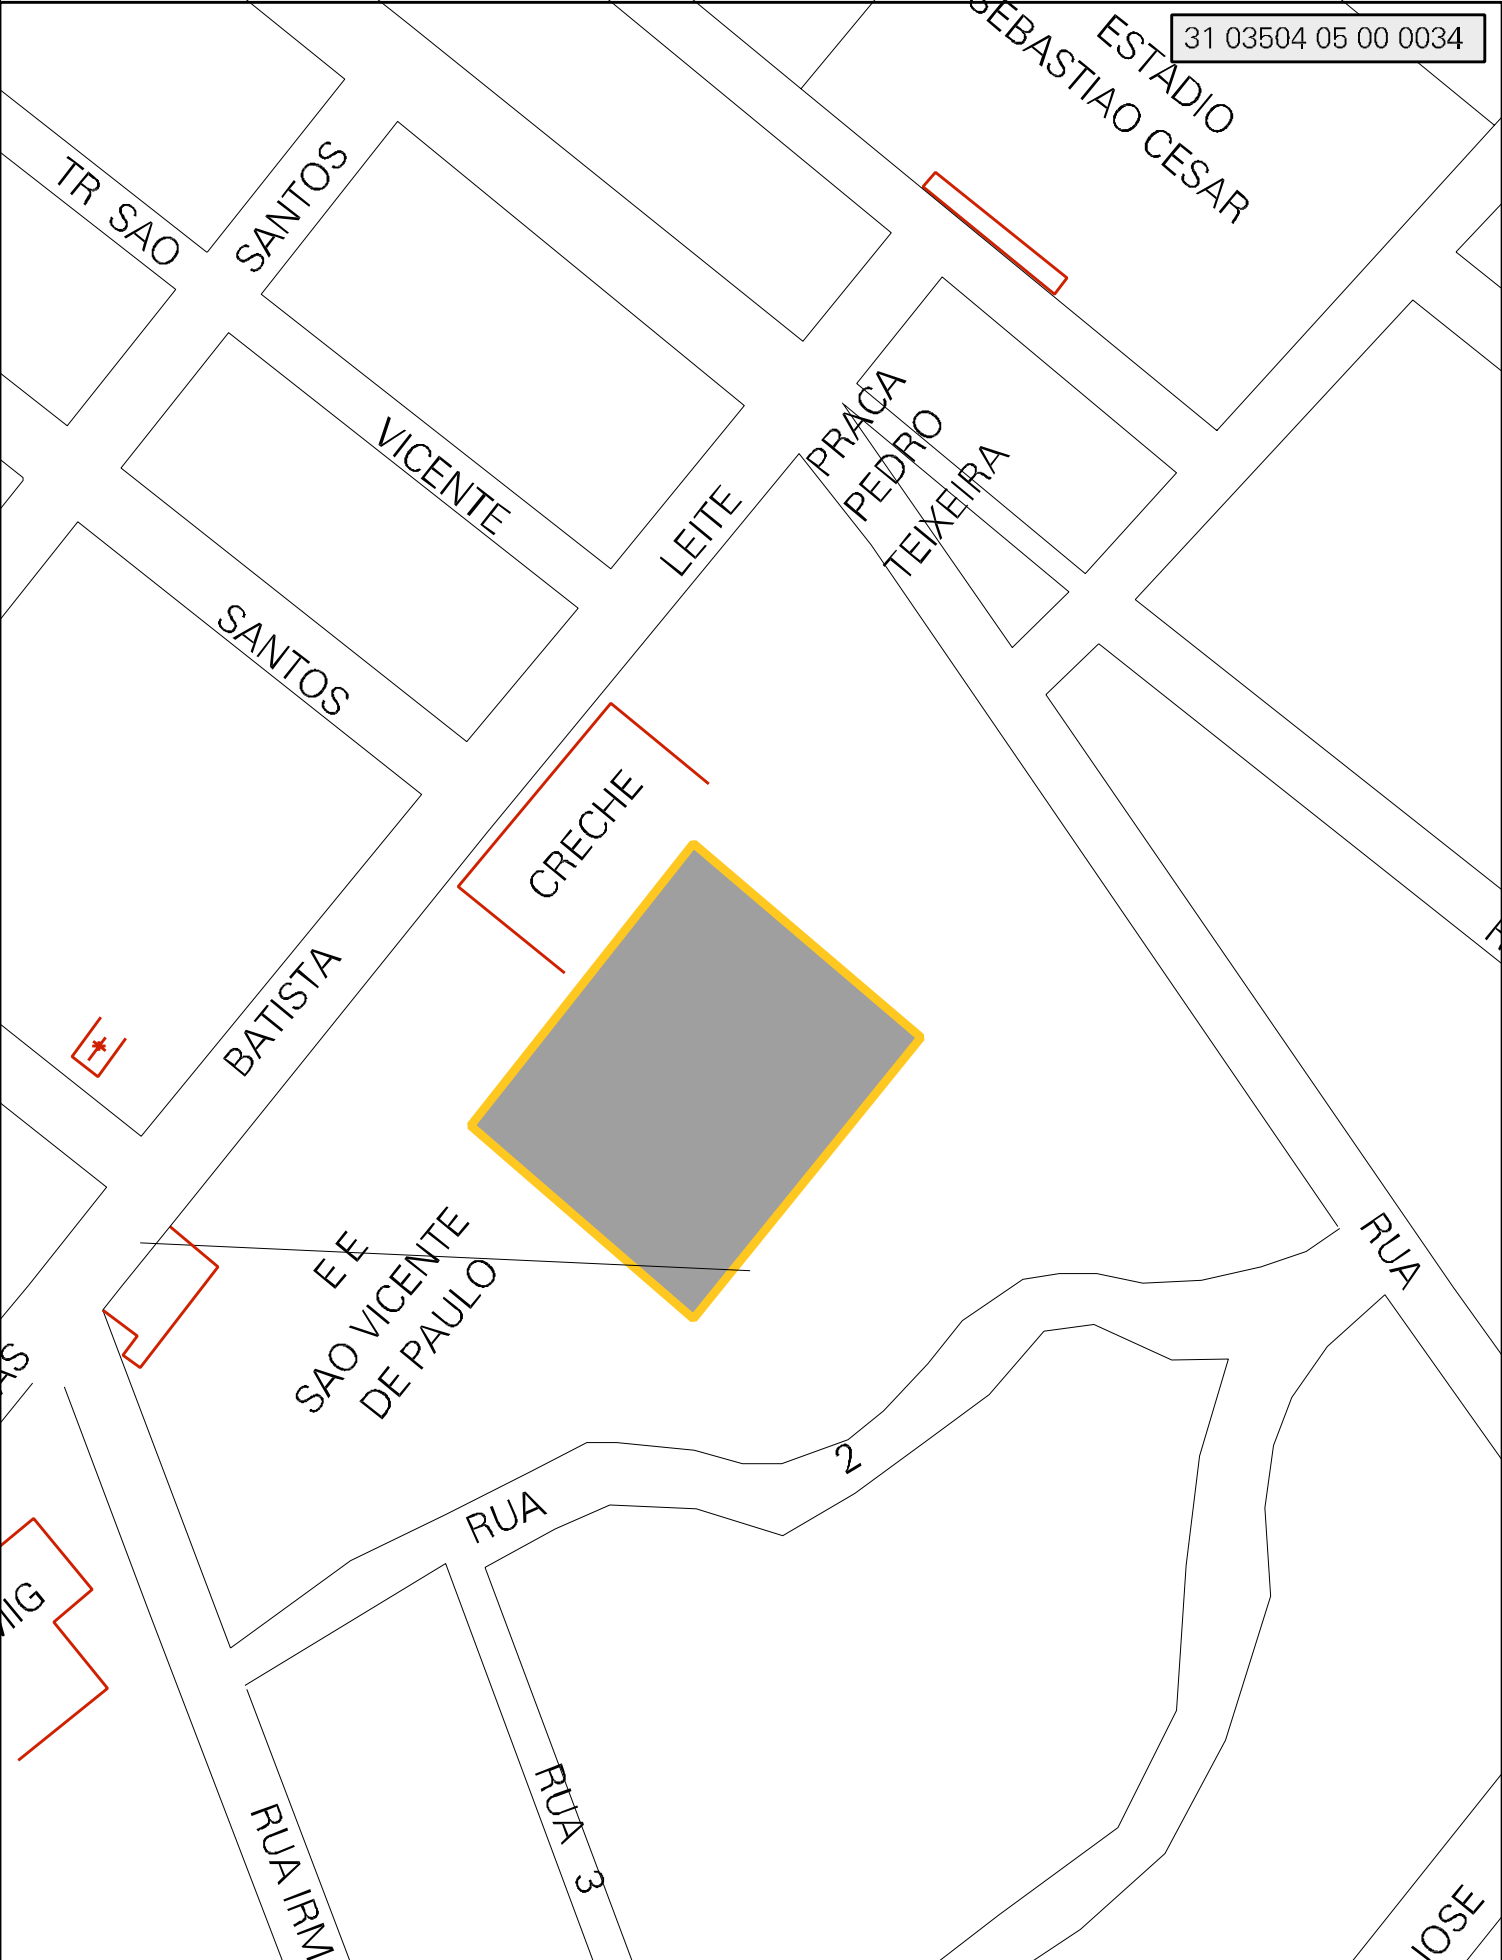 31 03504 05 00 0034
ESTADIO
SEBASTIAO CESAR
TR SAO
SANTOS
VICENTE
LEITE
PRACA
PEDRO
TEIXEIRA
SANTOS
CRECHE
BATISTA
E E
SAO VICENTE
DE PAULO
RUA
2
RUA
RUA 3
RUA IRM
JOSE